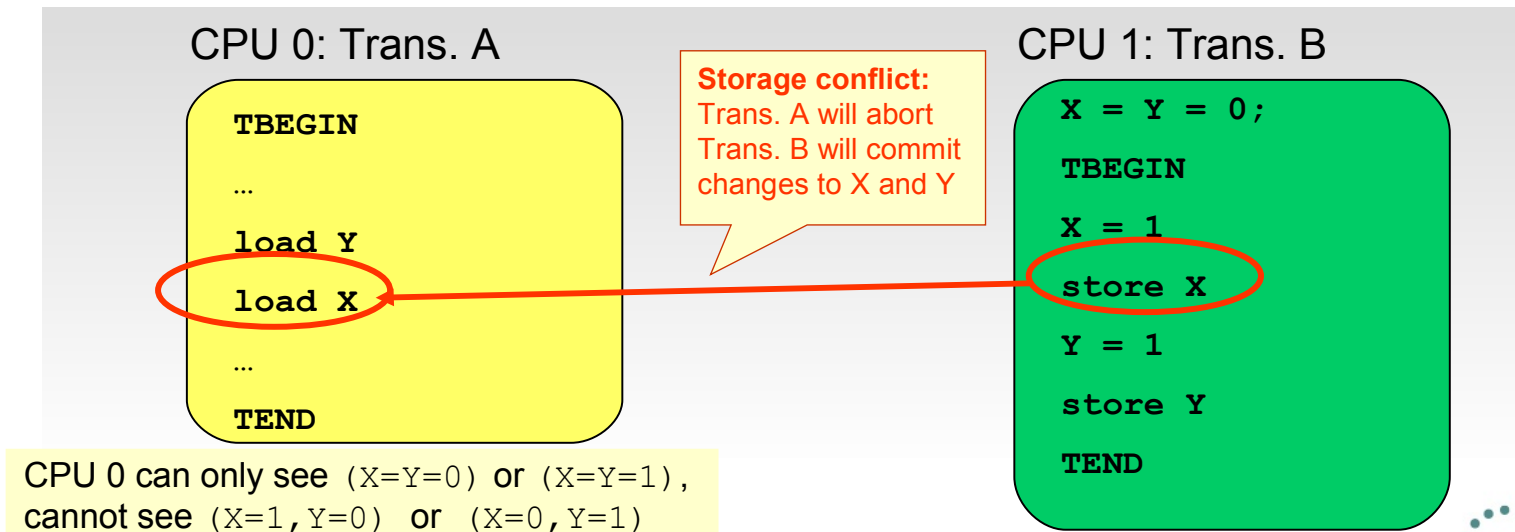 CPU 0: Trans. A
TBEGIN
…
load Y
load X
…
TEND
Storage conflict:
Trans. A will abort
Trans. B will commit
changes to X and Y
CPU 1: Trans. B
X = Y = 0;
TBEGIN
X = 1
store X
Y = 1
store Y
TEND
CPU 0 can only see (X=Y=0) or (X=Y=1),
cannot see (X=1,Y=0) or (X=0,Y=1)